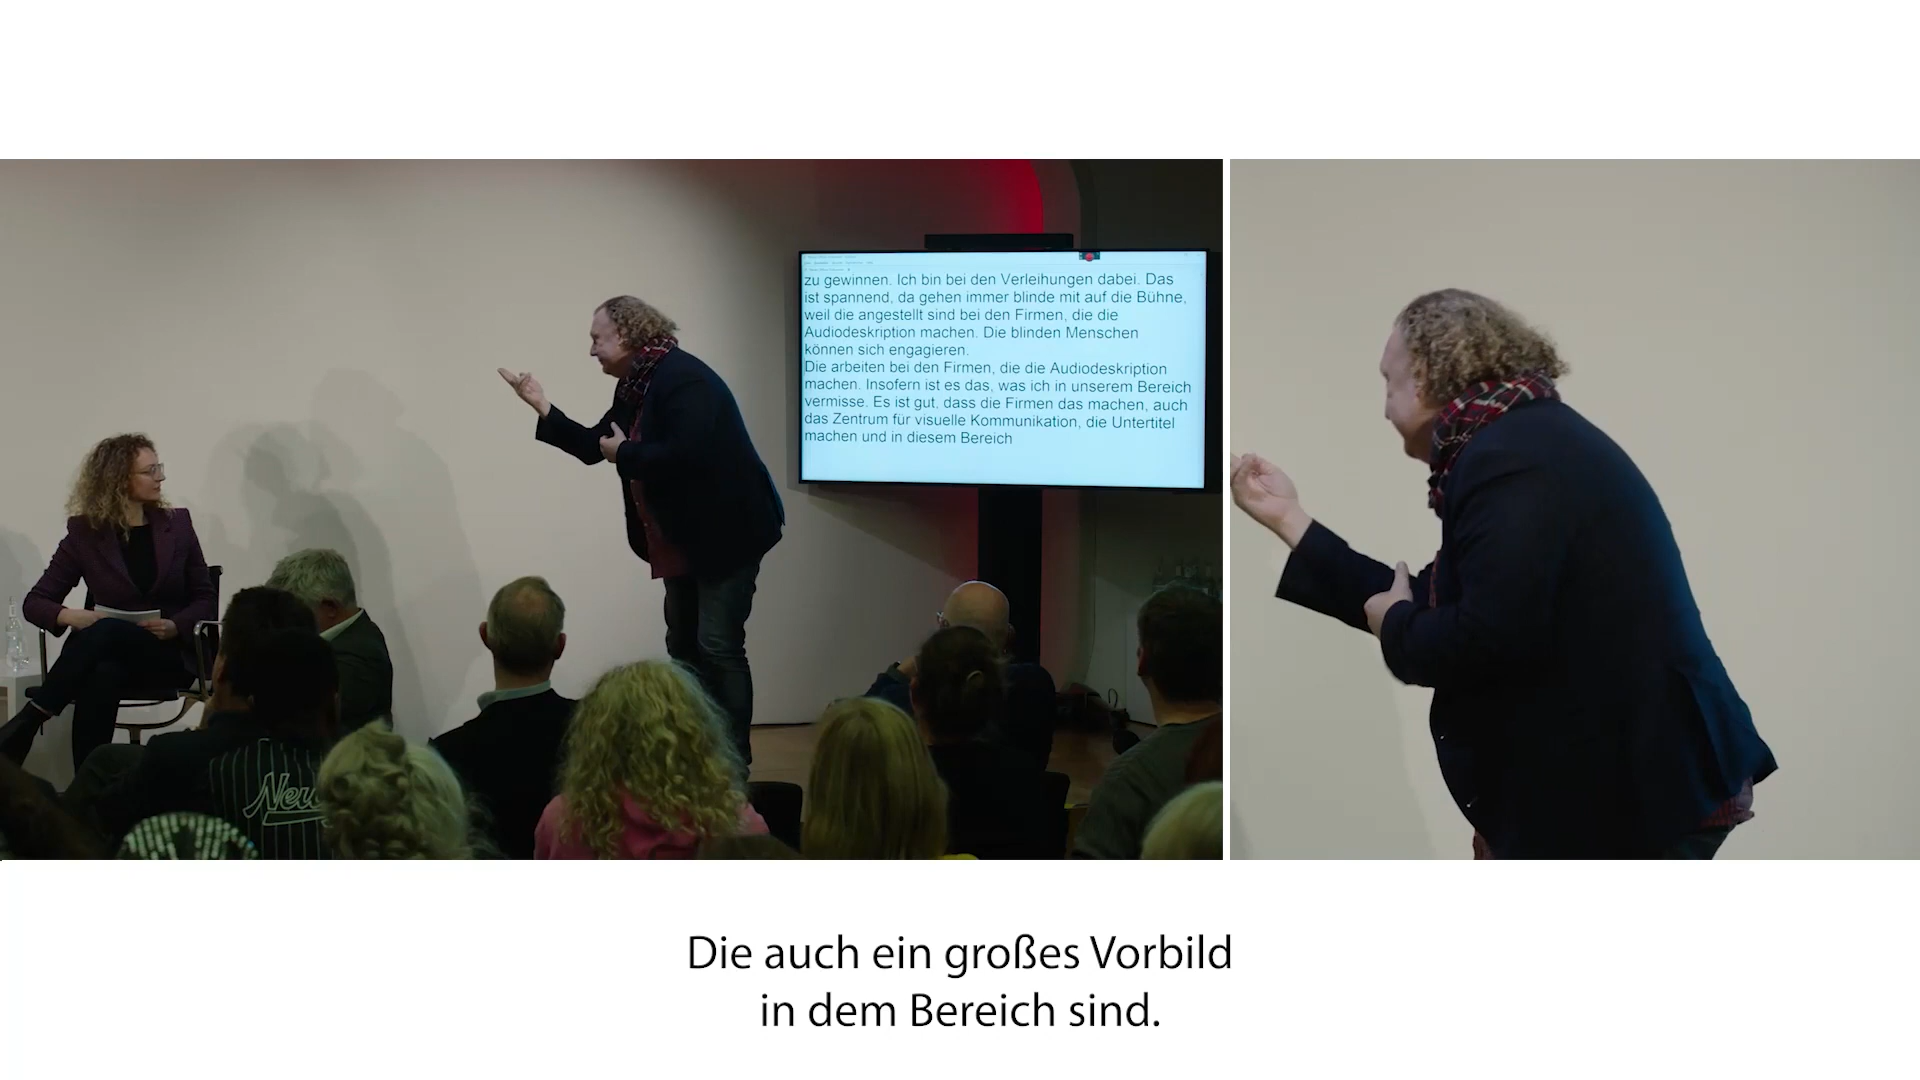 zu gewinnen. Ich bin bei den Verleihungen dabei. Das
ist spannend, da gehen immer blinde mit auf die Bühne,
weil die angestellt sind bei den Firmen, die die
Audiodeskription machen. Die blinden Menschen
können sich engagieren.
Die arbeiten bei den Firmen, die die Audiodeskription
machen. Insofern ist es das, was ich in unserem Bereich
vermisse. Es ist gut, dass die Firmen das machen, auch
das Zentrum für visuelle Kommunikation, die Untertitel
machen und in diesem Bereich
Die auch ein großes Vorbild
in dem Bereich sind.